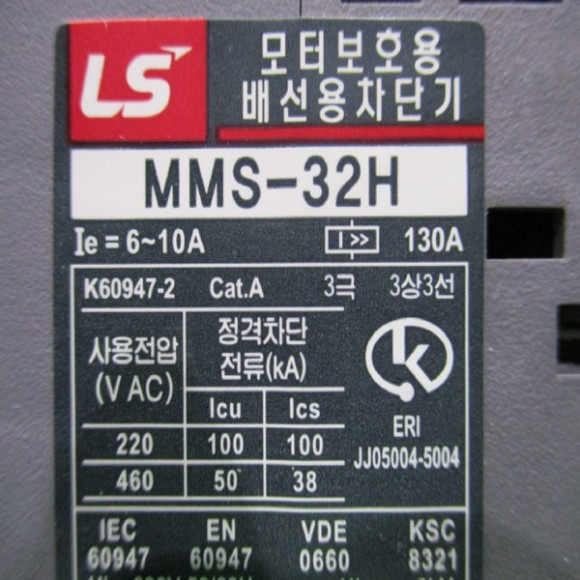 LS
모터보호용
배선용차단기
MMS-32H
Ie = 6~10A I >> 130A
K60947-2 Cat.A 3극 3상3선
사용전압 (V AC) 정격차단 전류(kA)
Icu Ics
220 100 100
460 50 38
K
ERI
JJ05004-5004
IEC EN VDE KSC
60947 60947 0660 8321